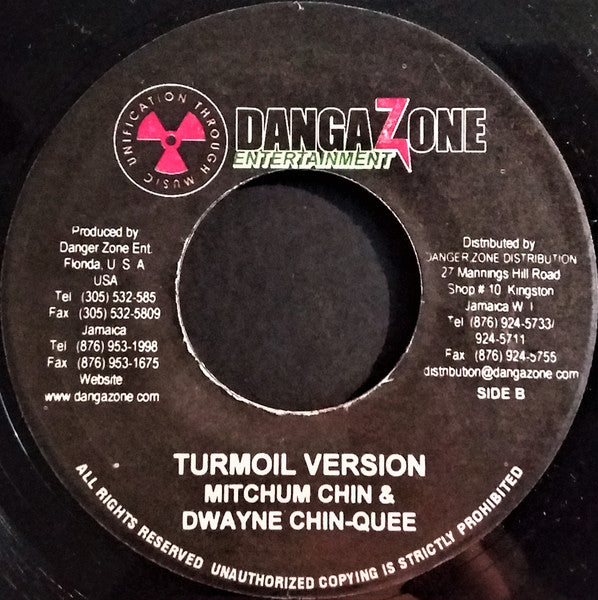 UNIFICATION THROUGH MUSIC
DANGAZONE
ENTERTAINMENT
Produced by
Danger Zone Ent.
Florida, U S A
USA
Tel (305) 532-585
Fax (305) 532-5809
Jamaica
Tel (876) 953-1998
Fax (876) 953-1675
Website
www.dangazone.com
Distributed by
DANGER ZONE DISTRIBUTION
27 Mannings Hill Road
Shop # 10 Kingston
Jamaica W I
Tel (876) 924-5733/
924-5711
Fax (876) 924-5755
distribution@dangazone.com
SIDE B
TURMOIL VERSION
MITCHUM CHIN &
DWAYNE CHIN-QUEE
ALL RIGHTS RESERVED UNAUTHORIZED COPYING IS STRICTLY PROHIBITED